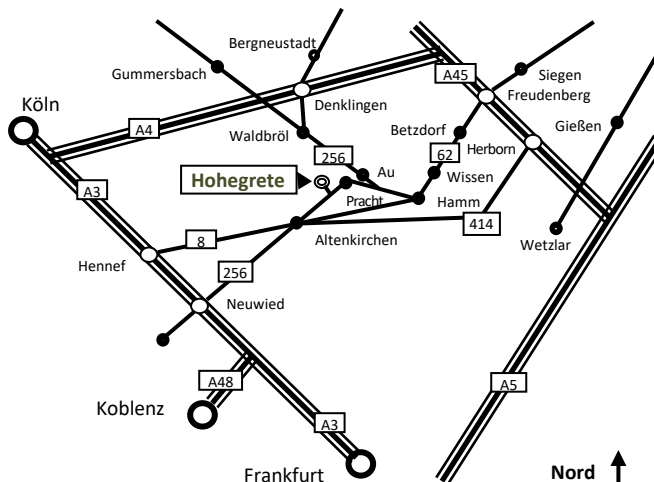 Bergneustadt
Gummersbach
A45
Siegen
Freudenberg
Köln
Denklingen
Gießen
A4
Waldbröl
Betzdorf
62
Herborn
256
Au
Wissen
Hohegrete
A3
Pracht
Hamm
414
Altenkirchen
Wetzlar
8
Hennef
256
Neuwied
A48
A5
Koblenz
A3
Frankfurt
Nord